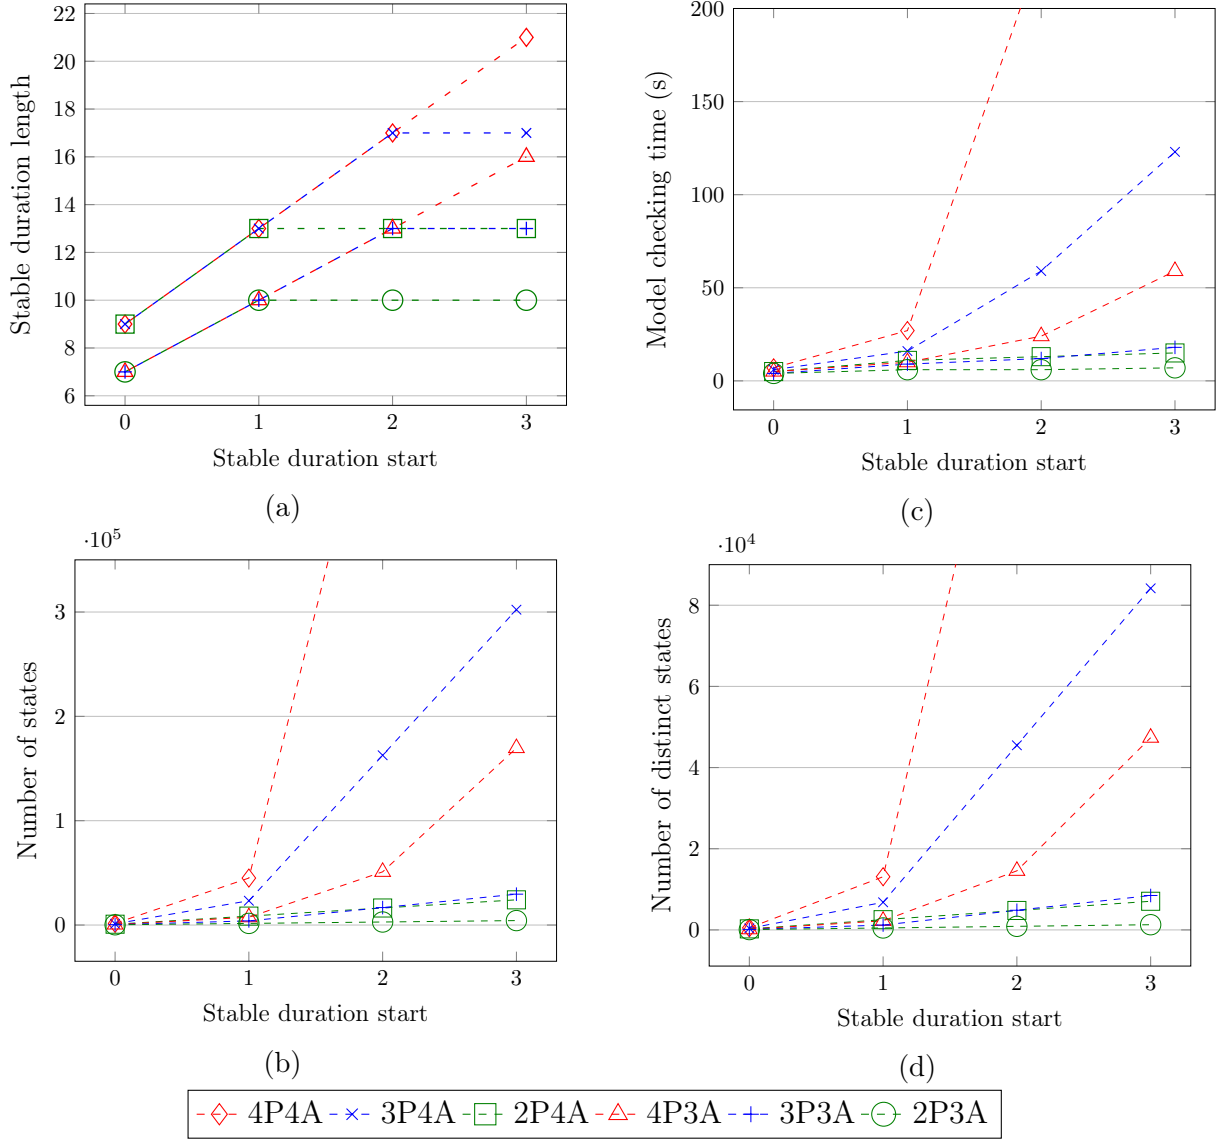 22
20
18
16
14
12
10
8
6
Stable duration length
0 1 2 3
Stable duration start
(a)
200
150
100
50
0
Model checking time (s)
0 1 2 3
Stable duration start
(c)
·10^5
3
2
1
0
Number of states
0 1 2 3
Stable duration start
(b)
·10^4
8
6
4
2
0
Number of distinct states
0 1 2 3
Stable duration start
(d)
4P4A 3P4A 2P4A 4P3A 3P3A 2P3A